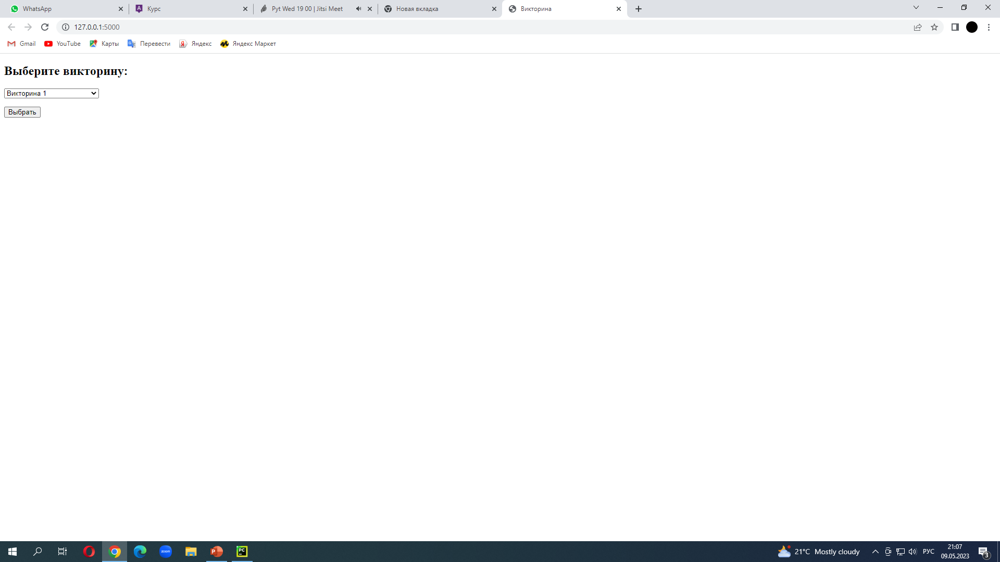 WhatsApp
Курс
Pyt Wed 19 00 | Jitsi Meet
Новая вкладка
Викторина
127.0.0.1:5000
Gmail
YouTube
Карты
Перевести
Яндекс
Яндекс Маркет
Выберите викторину:
Викторина 1
Выбрать
zoom
21°C Mostly cloudy
РУС
21:07
09.05.2023
3